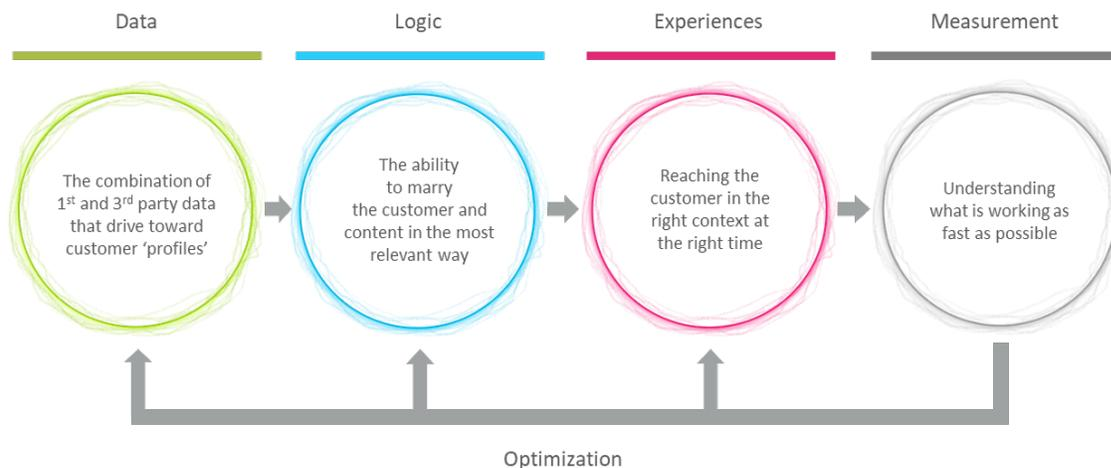 Data
Logic
Experiences
Measurement
The combination of
1st and 3rd party data
that drive toward
customer ‘profiles’
The ability
to marry
the customer and
content in the most
relevant way
Reaching the
customer in the
right context at
the right time
Understanding
what is working as
fast as possible
Optimization